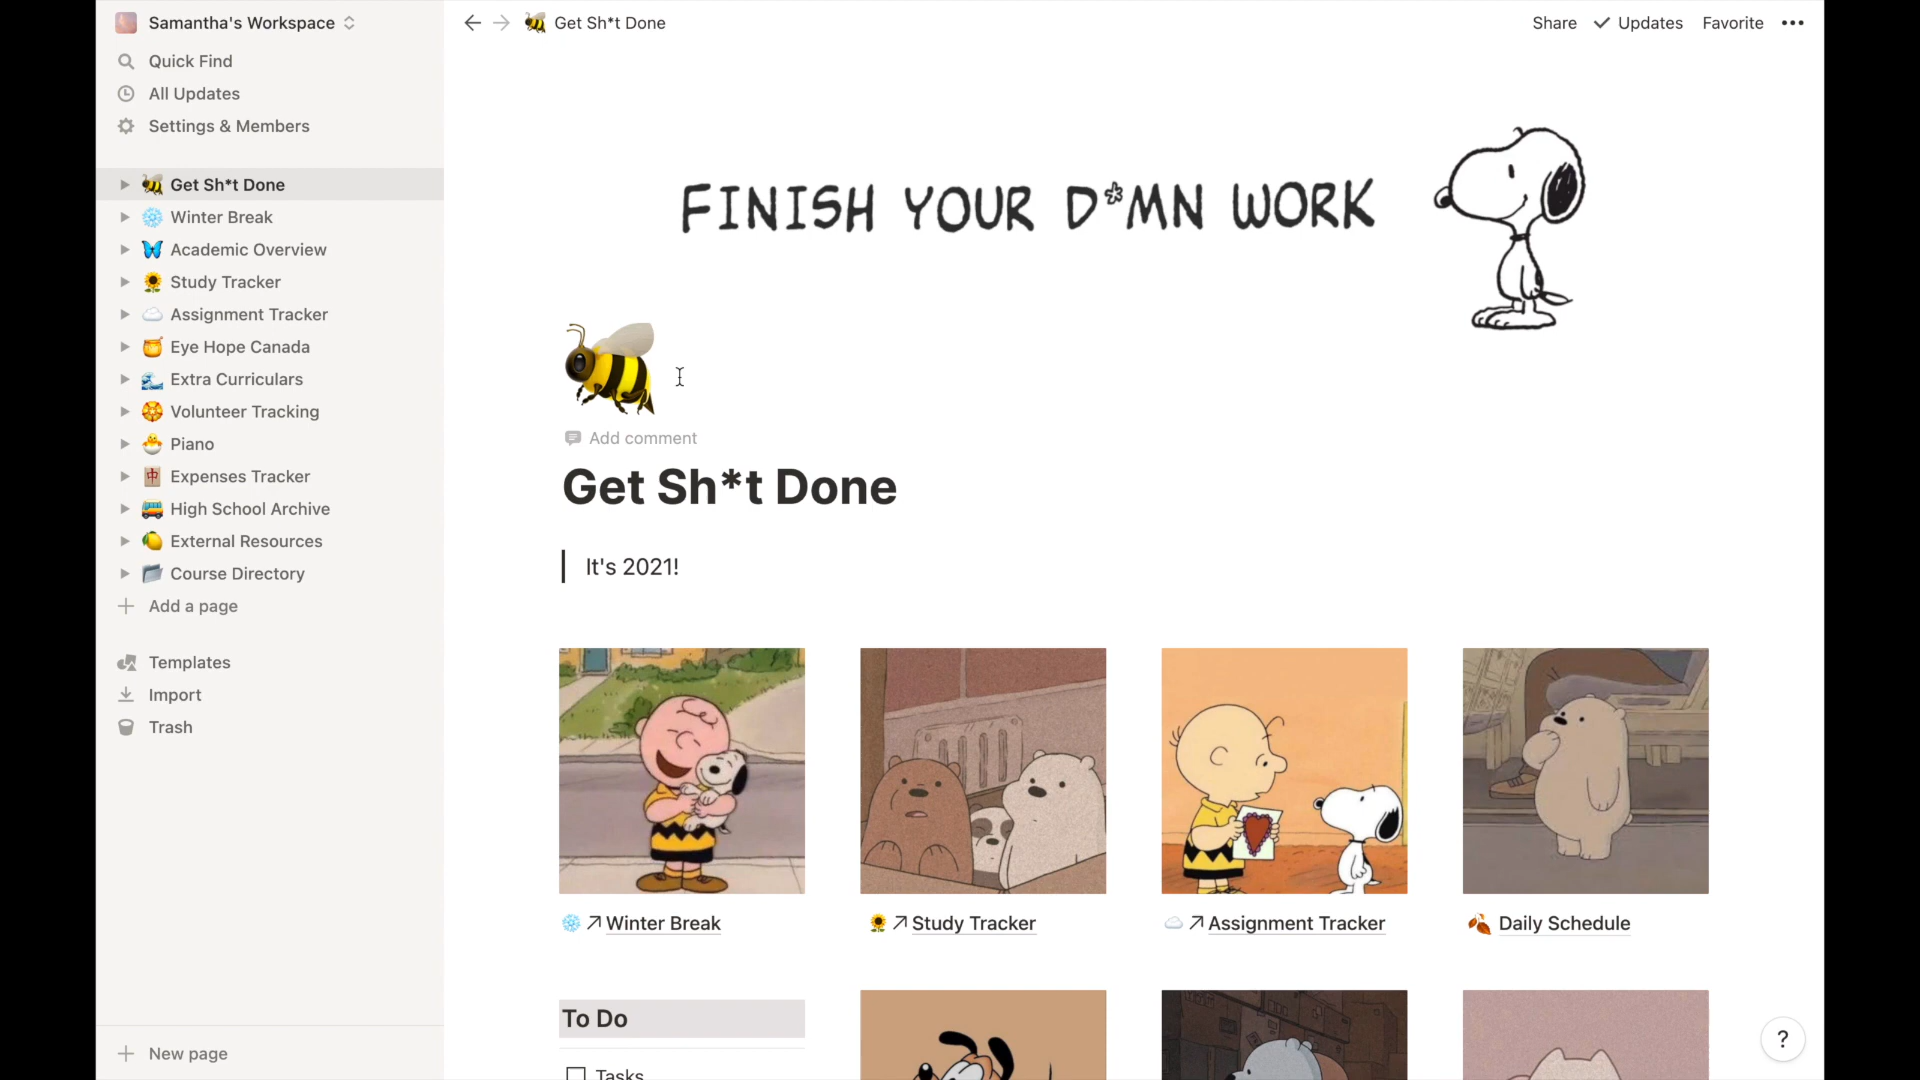 Samantha's Workspace
Quick Find
All Updates
Settings & Members
Get Sh*t Done
Winter Break
Academic Overview
Study Tracker
Assignment Tracker
Eye Hope Canada
Extra Curriculars
Volunteer Tracking
Piano
Expenses Tracker
High School Archive
External Resources
Course Directory
Add a page
Templates
Import
Trash
New page
Get Sh*t Done
Share
Updates
Favorite
FINISH YOUR D*MN WORK
Add comment
Get Sh*t Done
It's 2021!
Winter Break
Study Tracker
Assignment Tracker
Daily Schedule
To Do
Tasks
?